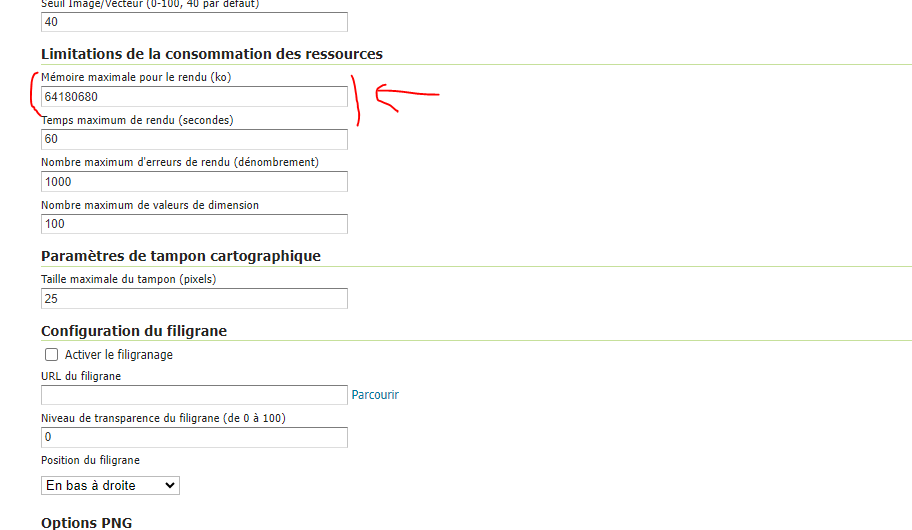 Seuil Image/Vecteur (0-100, 40 par défaut)
40
Limitations de la consommation des ressources
Mémoire maximale pour le rendu (ko)
64180680
Temps maximum de rendu (secondes)
60
Nombre maximum d'erreurs de rendu (dénombrement)
1000
Nombre maximum de valeurs de dimension
100
Paramètres de tampon cartographique
Taille maximale du tampon (pixels)
25
Configuration du filigrane
Activer le filigranage
URL du filigrane
Parcourir
Niveau de transparence du filigrane (de 0 à 100)
0
Position du filigrane
En bas à droite
Options PNG